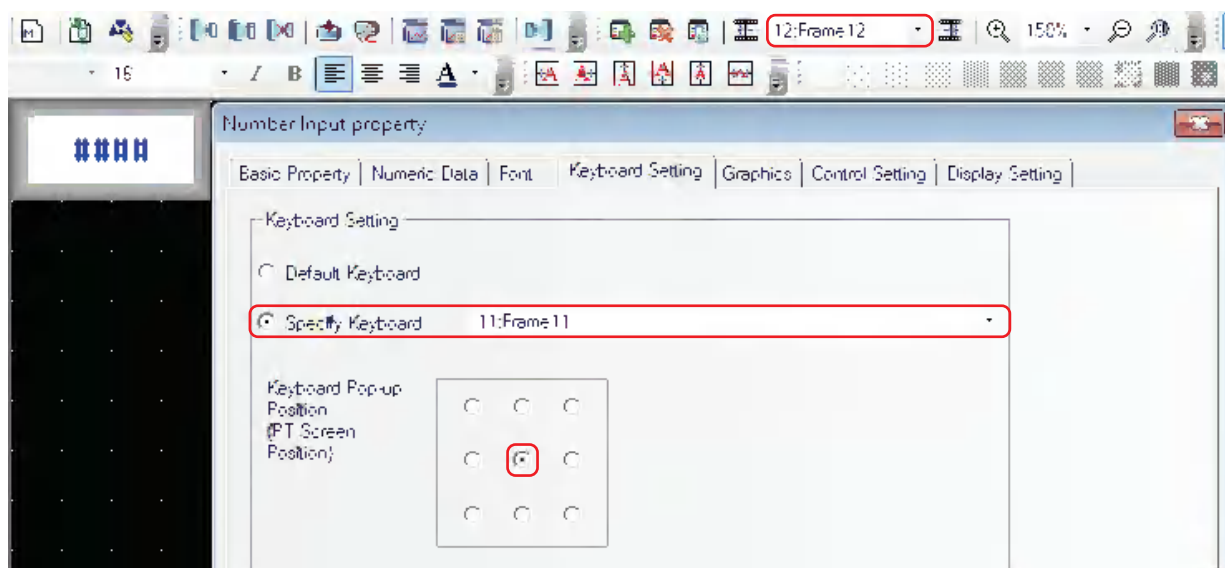 12:Frame12
150%
16
I B A
####
Number Input property
Basic Property Numeric Data Font Keyboard Setting Graphics Control Setting Display Setting
Keyboard Setting
Default Keyboard
Specify Keyboard 11:Frame11
Keyboard Pop-up
Position
(PT Screen
Position)